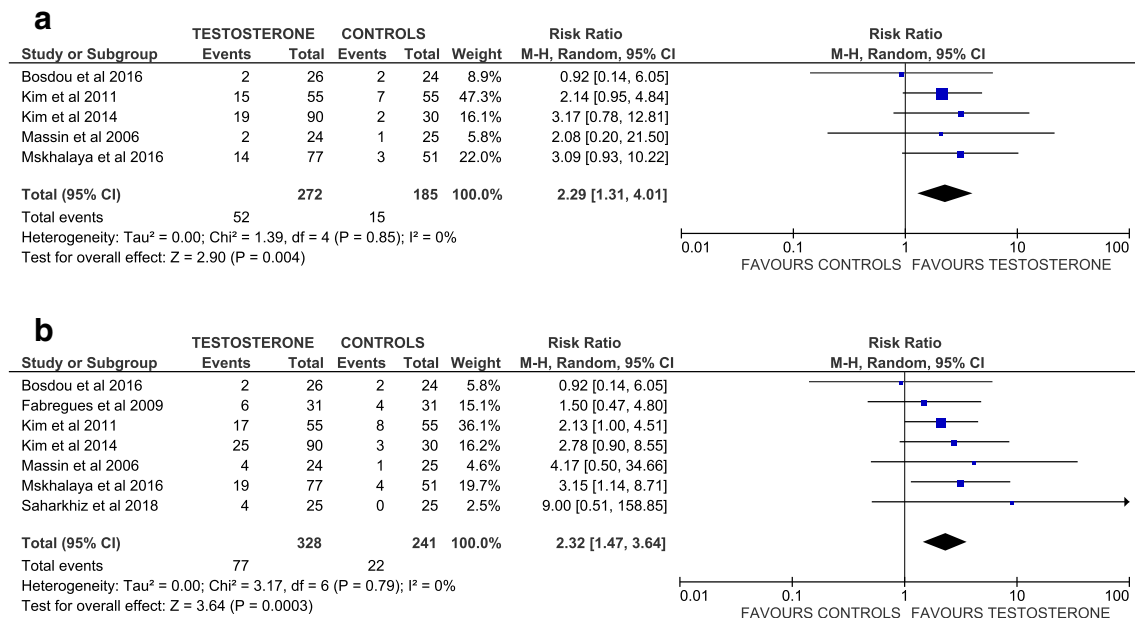 a
TESTOSTERONE CONTROLS Risk Ratio Risk Ratio
Study or Subgroup Events Total Events Total Weight M-H, Random, 95% CI M-H, Random, 95% CI
Bosdou et al 2016 2 26 2 24 8.9% 0.92 [0.14, 6.05]
Kim et al 2011 15 55 7 55 47.3% 2.14 [0.95, 4.84]
Kim et al 2014 19 90 2 30 16.1% 3.17 [0.78, 12.81]
Massin et al 2006 2 24 1 25 5.8% 2.08 [0.20, 21.50]
Mskhalaya et al 2016 14 77 3 51 22.0% 3.09 [0.93, 10.22]
Total (95% CI) 272 185 100.0% 2.29 [1.31, 4.01]
Total events 52 15
Heterogeneity: Tau² = 0.00; Chi² = 1.39, df = 4 (P = 0.85); I² = 0%
Test for overall effect: Z = 2.90 (P = 0.004)
0.01 0.1 1 10 100
FAVOURS CONTROLS FAVOURS TESTOSTERONE
b
TESTOSTERONE CONTROLS Risk Ratio Risk Ratio
Study or Subgroup Events Total Events Total Weight M-H, Random, 95% CI M-H, Random, 95% CI
Bosdou et al 2016 2 26 2 24 5.8% 0.92 [0.14, 6.05]
Fabregues et al 2009 6 31 4 31 15.1% 1.50 [0.47, 4.80]
Kim et al 2011 17 55 8 55 36.1% 2.13 [1.00, 4.51]
Kim et al 2014 25 90 3 30 16.2% 2.78 [0.90, 8.55]
Massin et al 2006 4 24 1 25 4.6% 4.17 [0.50, 34.66]
Mskhalaya et al 2016 19 77 4 51 19.7% 3.15 [1.14, 8.71]
Saharkhiz et al 2018 4 25 0 25 2.5% 9.00 [0.51, 158.85]
Total (95% CI) 328 241 100.0% 2.32 [1.47, 3.64]
Total events 77 22
Heterogeneity: Tau² = 0.00; Chi² = 3.17, df = 6 (P = 0.79); I² = 0%
Test for overall effect: Z = 3.64 (P = 0.0003)
0.01 0.1 1 10 100
FAVOURS CONTROLS FAVOURS TESTOSTERONE